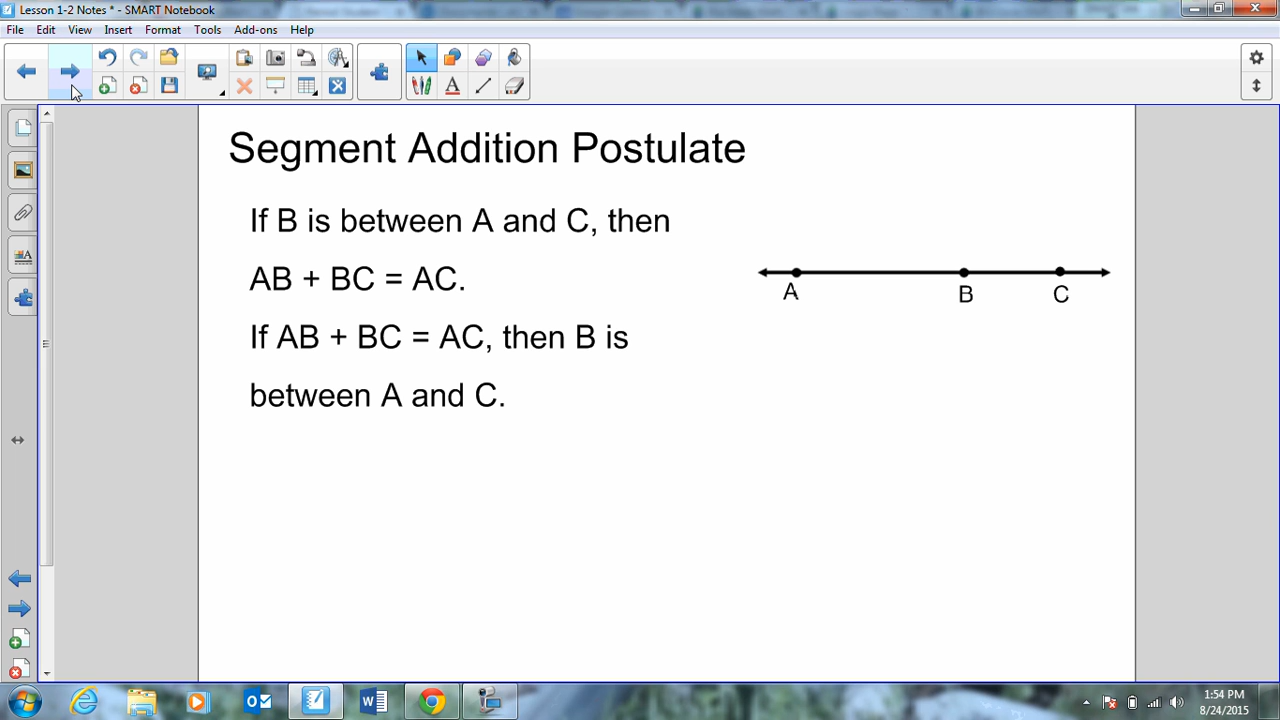 Lesson 1-2 Notes * - SMART Notebook
File Edit View Insert Format Tools Add-ons Help
Segment Addition Postulate
If B is between A and C, then
AB + BC = AC.
If AB + BC = AC, then B is
between A and C.
A B C
1:54 PM
8/24/2015